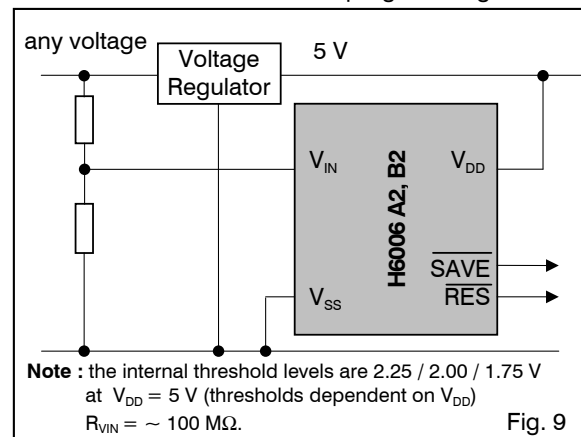 any voltage
Voltage
Regulator
5 V
V_IN
H6006 A2, B2
V_DD
SAVE
RES
V_SS
Note : the internal threshold levels are 2.25 / 2.00 / 1.75 V
at V_DD = 5 V (thresholds dependent on V_DD)
R_VIN = ~ 100 MΩ.
Fig. 9